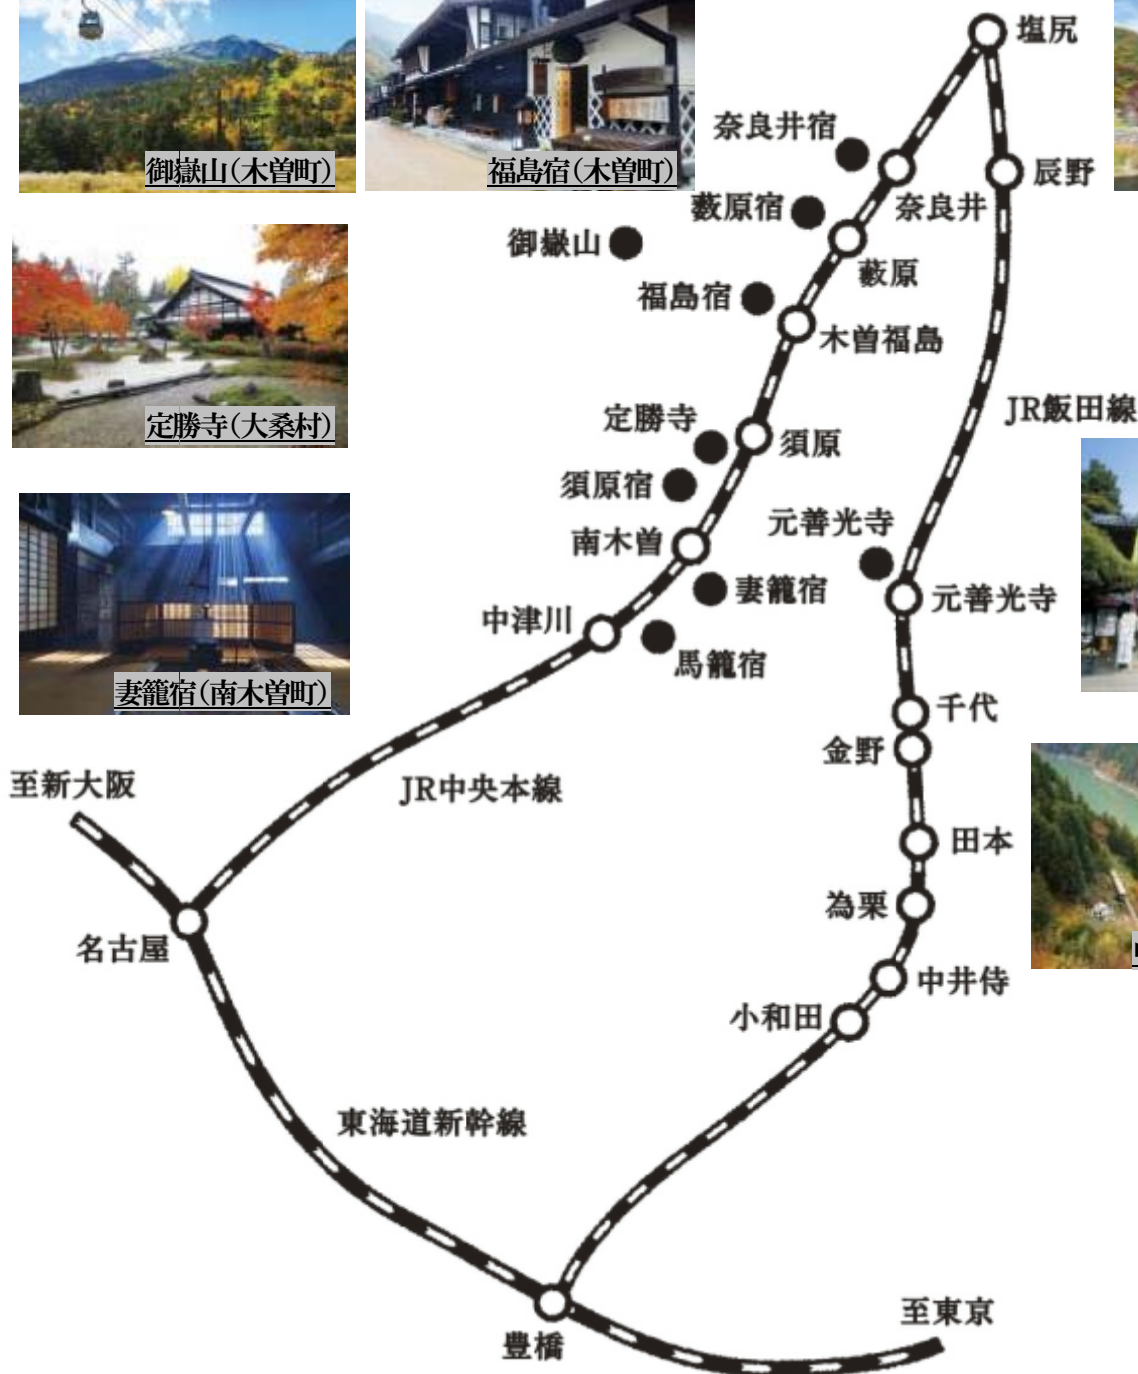 塩尻
御嶽山（木曽町）
福島宿（木曽町）
奈良井宿
辰野
藪原宿
奈良井
御嶽山
藪原
福島宿
木曽福島
JR飯田線
定勝寺（大桑村）
定勝寺
須原
須原宿
元善光寺
南木曽
妻籠宿
元善光寺
中津川
馬籠宿
妻籠宿（南木曽町）
千代
金野
至新大阪
JR中央本線
田本
為栗
名古屋
中井侍
小和田
東海道新幹線
至東京
豊橋